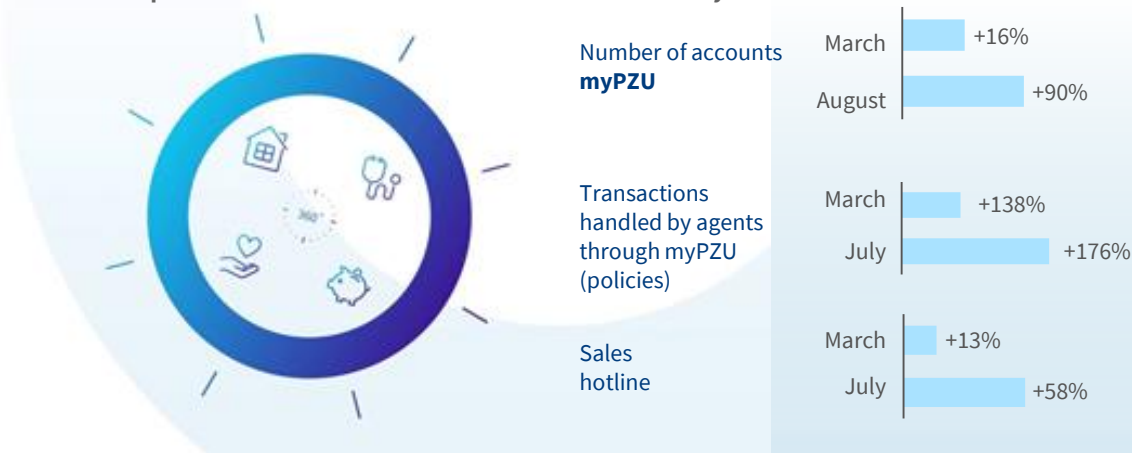 Number of accounts
myPZU
March
+16%
August
+90%
Transactions
handled by agents
through myPZU
(policies)
March
+138%
July
+176%
Sales
hotline
March
+13%
July
+58%
360°